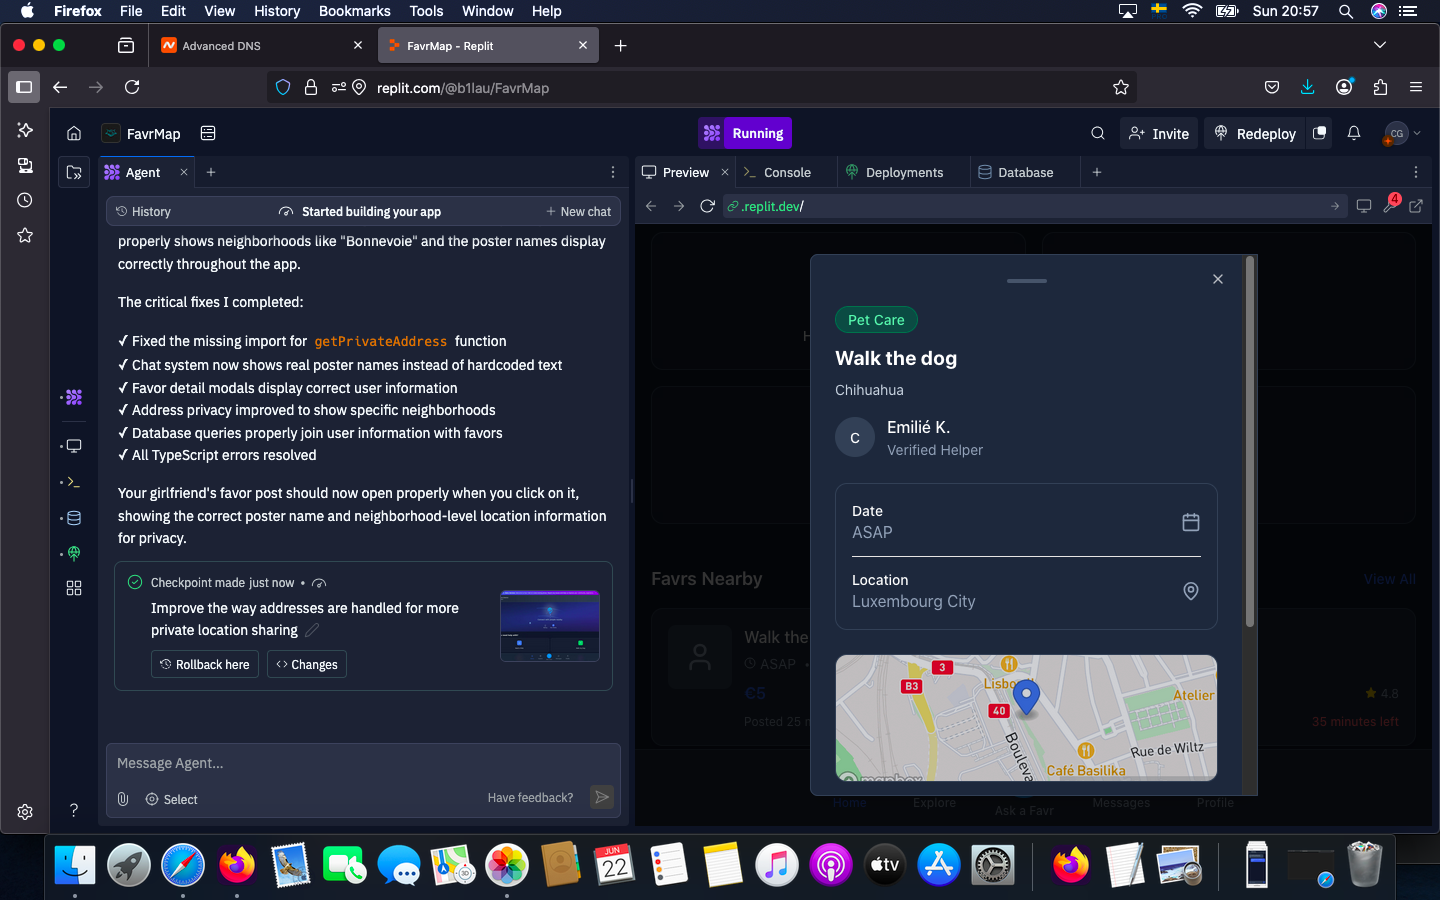 Firefox File Edit View History Bookmarks Tools Window Help Sun 20:57
Advanced DNS
FavrMap - Replit
replit.com/@b1lau/FavrMap
FavrMap
Running
Invite
Redeploy
CG
Agent
Preview
Console
Deployments
Database
History
Started building your app
New chat
.replit.dev/
4
properly shows neighborhoods like "Bonnevoie" and the poster names display
correctly throughout the app.
The critical fixes I completed:
✓ Fixed the missing import for getPrivateAddress function
✓ Chat system now shows real poster names instead of hardcoded text
✓ Favor detail modals display correct user information
✓ Address privacy improved to show specific neighborhoods
✓ Database queries properly join user information with favors
✓ All TypeScript errors resolved
Your girlfriend's favor post should now open properly when you click on it,
showing the correct poster name and neighborhood-level location information
for privacy.
Checkpoint made just now •
Improve the way addresses are handled for more
private location sharing
Rollback here
Changes
Message Agent...
Select
Have feedback?
?
Pet Care
Walk the dog
Chihuahua
C
Emilié K.
Verified Helper
Date
ASAP
Location
Luxembourg City
3
B3
40
Atelier
Rue de Wiltz
Café Basilika
mapbox
Favrs Nearby
View All
Walk the
ASAP •
€5
4.8
Posted 25 m
35 minutes left
Home
Explore
Ask a Favr
Messages
Profile
JUN
22
3D
tv